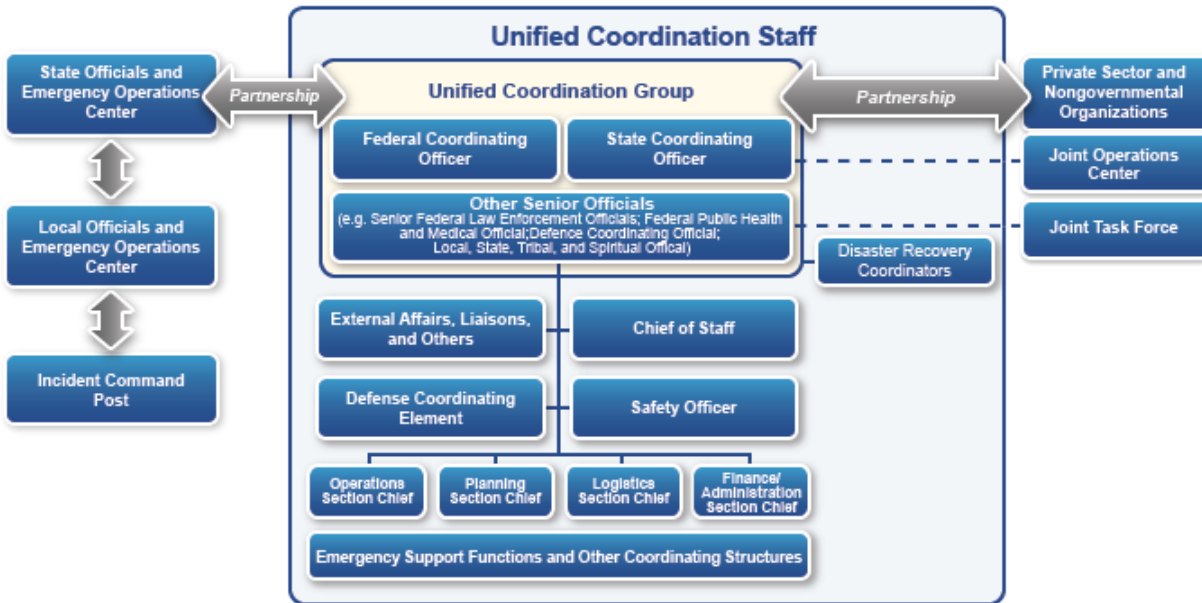 Unified Coordination Staff
State Officials and
Emergency Operations
Center
Partnership
Unified Coordination Group
Partnership
Private Sector and
Nongovernmental
Organizations
Federal Coordinating
Officer
State Coordinating
Officer
Joint Operations
Center
Other Senior Officials
(e.g. Senior Federal Law Enforcement Officials; Federal Public Health
and Medical Official;Defence Coordinating Official;
Local, State, Tribal, and Spiritual Offical)
Local Officials and
Emergency Operations
Center
Joint Task Force
Disaster Recovery
Coordinators
External Affairs, Liaisons,
and Others
Chief of Staff
Incident Command
Post
Defense Coordinating
Element
Safety Officer
Operations
Section Chief
Planning
Section Chief
Logistics
Section Chief
Finance/
Administration
Section Chief
Emergency Support Functions and Other Coordinating Structures